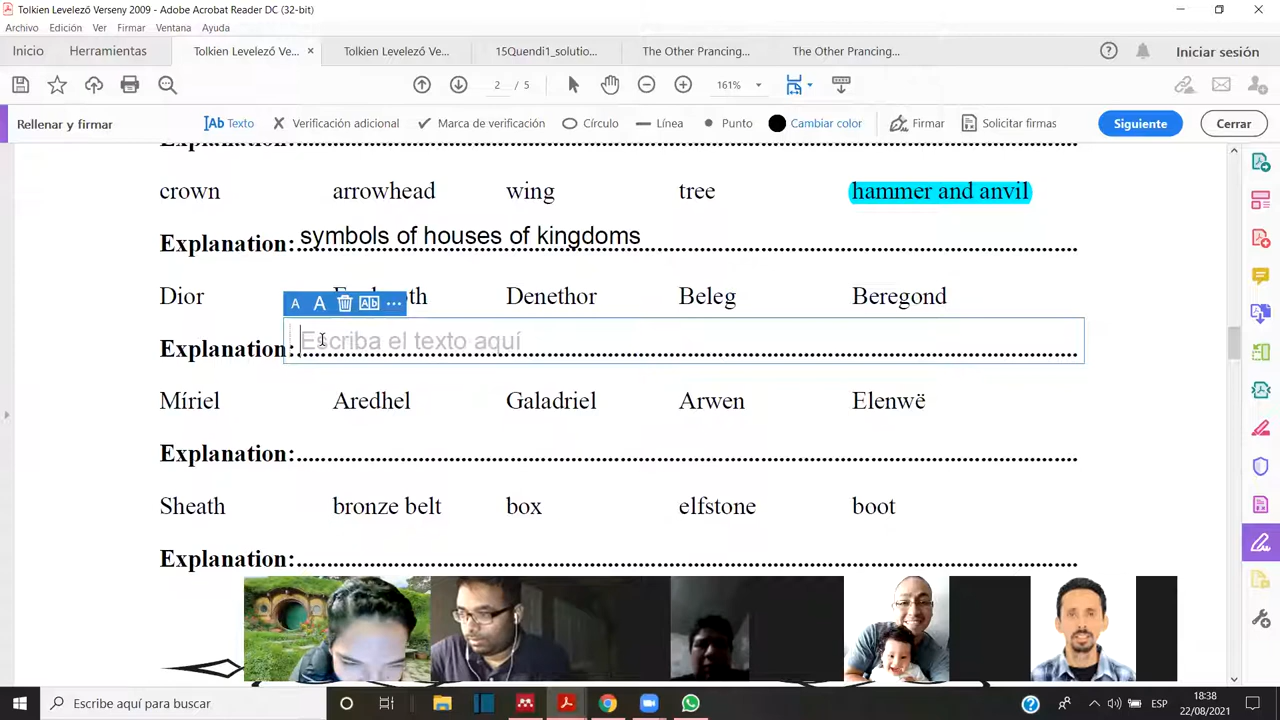 Tolkien Levelező Verseny 2009 - Adobe Acrobat Reader DC (32-bit)
Archivo Edición Ver Firmar Ventana Ayuda
Inicio Herramientas Tolkien Levelező Ve... × Tolkien Levelező Ve... 15Quendi1_solutio... The Other Prancing... The Other Prancing... Iniciar sesión
2 / 5 161%
Rellenar y firmar Ab Texto Verificación adicional Marca de verificación Círculo Línea Punto Cambiar color Firmar Solicitar firmas Siguiente Cerrar
crown arrowhead wing tree hammer and anvil
Explanation: symbols of houses of kingdoms
Dior Denethor Beleg Beregond
A A Ab ...
Explanation: Escriba el texto aquí
Míriel Aredhel Galadriel Arwen Elenwë
Explanation:
Sheath bronze belt box elfstone boot
Explanation:
Escribe aquí para buscar ESP 18:38
22/08/2021